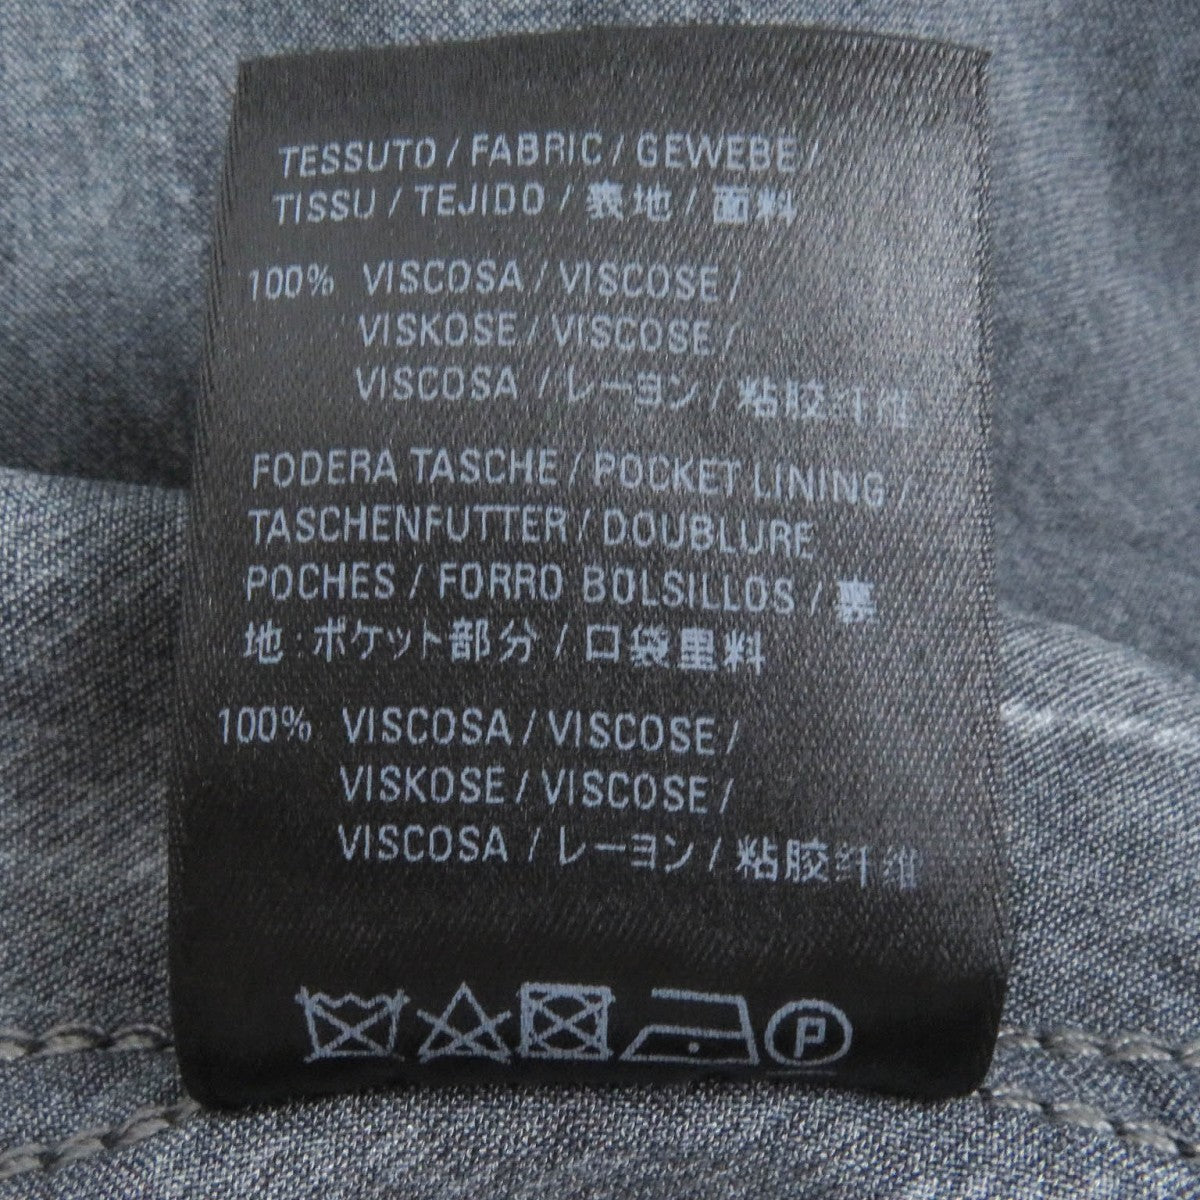 TESSUTO / FABRIC / GEWEBE /
TISSU / TEJIDO / 表地 / 面料
100% VISCOSA / VISCOSE /
VISKOSE / VISCOSE /
VISCOSA / レーヨン / 粘胶纤维
FODERA TASCHE / POCKET LINING /
TASCHENFUTTER / DOUBLURE
POCHES / FORRO BOLSILLOS / 裏
地:ポケット部分 / 口袋里料
100% VISCOSA / VISCOSE /
VISKOSE / VISCOSE /
VISCOSA / レーヨン / 粘胶纤维
P